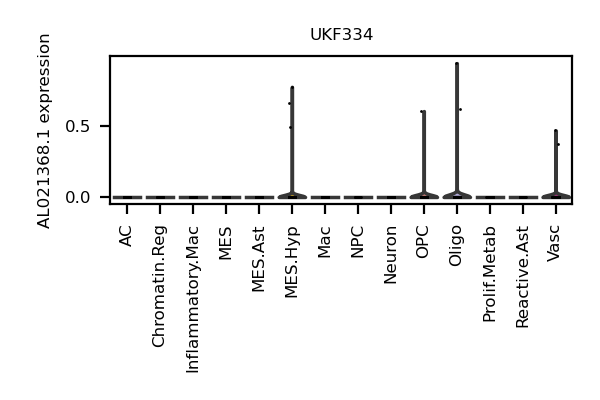 UKF334
AL021368.1 expression
0.5
0.0
AC
Chromatin.Reg
Inflammatory.Mac
MES
MES.Ast
MES.Hyp
Mac
NPC
Neuron
OPC
Oligo
Prolif.Metab
Reactive.Ast
Vasc